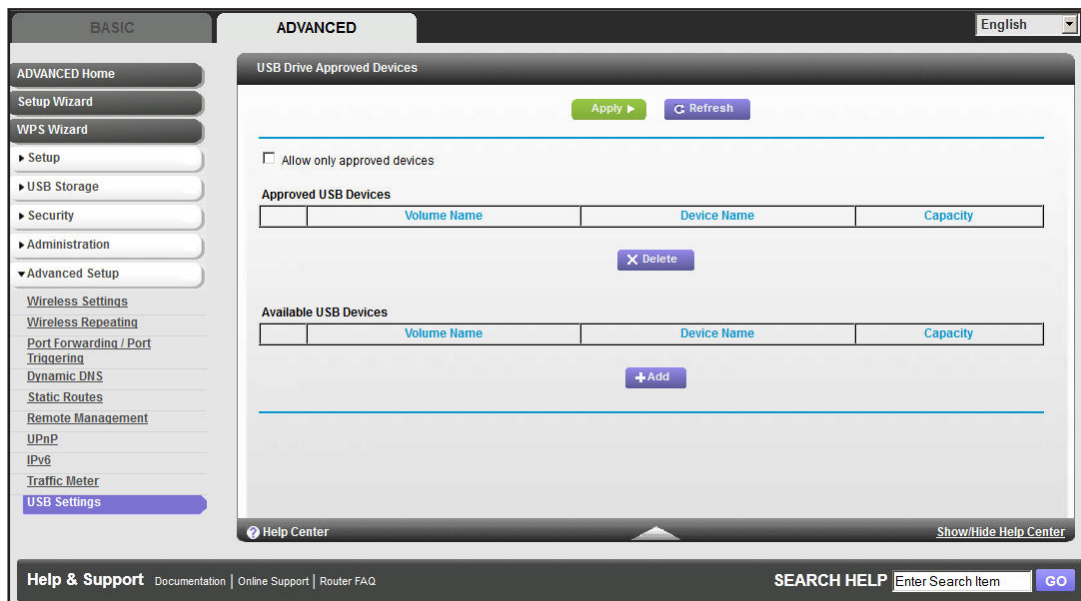 BASIC
ADVANCED
English
ADVANCED Home
Setup Wizard
WPS Wizard
Setup
USB Storage
Security
Administration
Advanced Setup
Wireless Settings
Wireless Repeating
Port Forwarding / Port
Triggering
Dynamic DNS
Static Routes
Remote Management
UPnP
IPv6
Traffic Meter
USB Settings
USB Drive Approved Devices
Apply
Refresh
Allow only approved devices
Approved USB Devices
Volume Name Device Name Capacity
Delete
Available USB Devices
Volume Name Device Name Capacity
Add
Help Center
Show/Hide Help Center
Help & Support Documentation | Online Support | Router FAQ
SEARCH HELP Enter Search Item GO